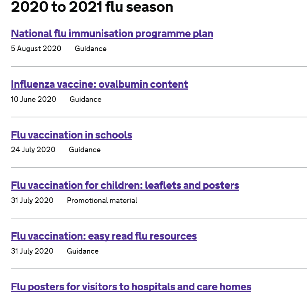 2020 to 2021 flu season
National flu immunisation programme plan
5 August 2020 Guidance
Influenza vaccine: ovalbumin content
10 June 2020 Guidance
Flu vaccination in schools
24 July 2020 Guidance
Flu vaccination for children: leaflets and posters
31 July 2020 Promotional material
Flu vaccination: easy read flu resources
31 July 2020 Guidance
Flu posters for visitors to hospitals and care homes